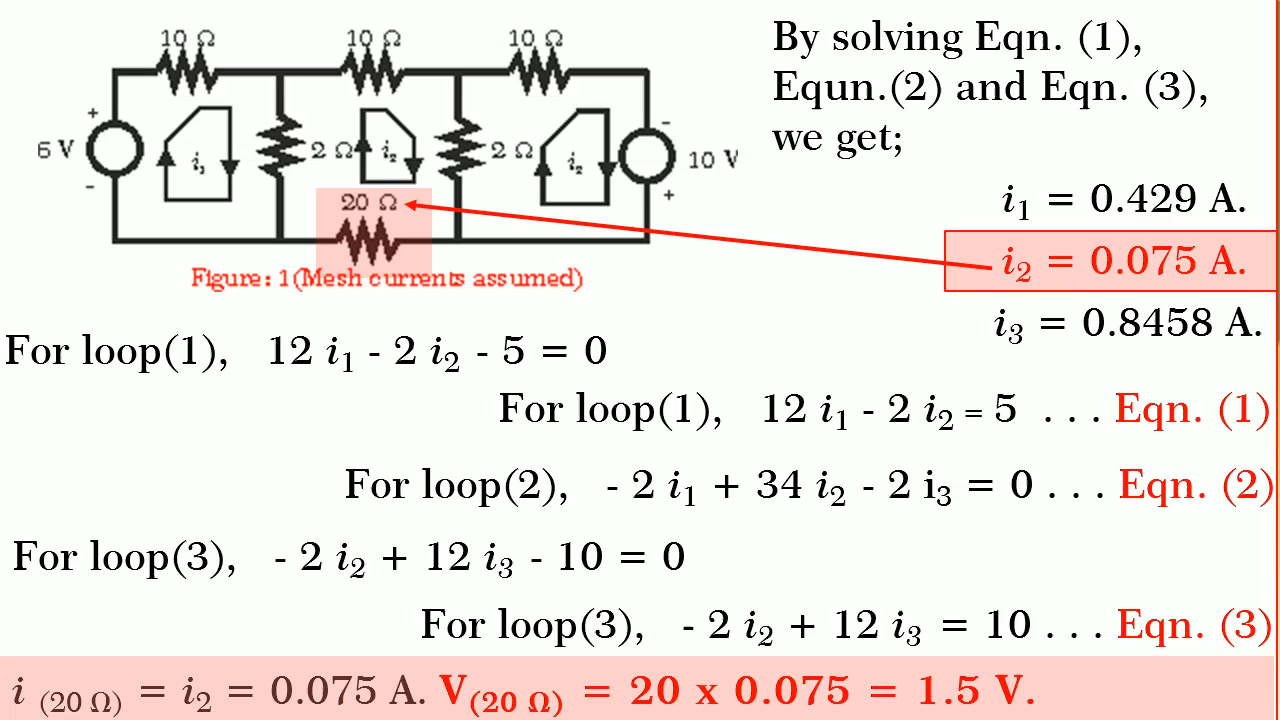 10 Ω 10 Ω 10 Ω
By solving Eqn. (1),
Equn.(2) and Eqn. (3),
we get;
+ -
5 V i1 2 Ω i2 2 Ω i2 10 V
- +
20 Ω
Figure: 1(Mesh currents assumed)
i1 = 0.429 A.
i2 = 0.075 A.
i3 = 0.8458 A.
For loop(1), 12 i1 - 2 i2 - 5 = 0
For loop(1), 12 i1 - 2 i2 = 5 . . . Eqn. (1)
For loop(2), - 2 i1 + 34 i2 - 2 i3 = 0 . . . Eqn. (2)
For loop(3), - 2 i2 + 12 i3 - 10 = 0
For loop(3), - 2 i2 + 12 i3 = 10 . . . Eqn. (3)
i (20 Ω) = i2 = 0.075 A. V(20 Ω) = 20 x 0.075 = 1.5 V.